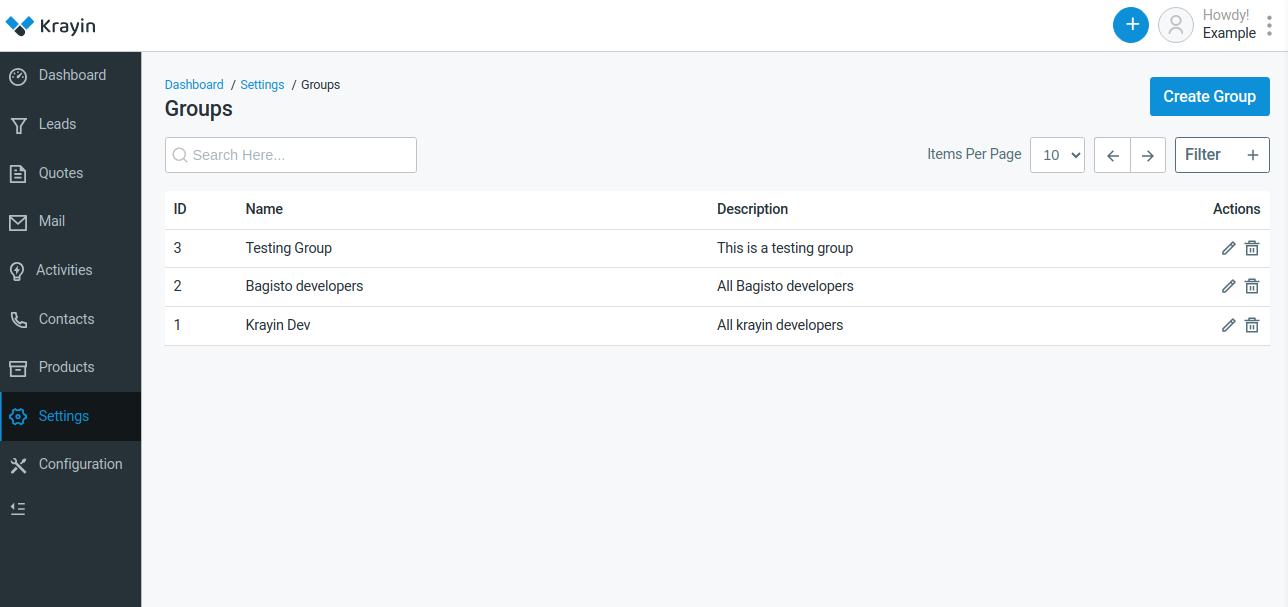 Krayin
Howdy!
Example
Dashboard
Leads
Quotes
Mail
Activities
Contacts
Products
Settings
Configuration
Dashboard / Settings / Groups
Groups
Create Group
Search Here...
Items Per Page 10 Filter
ID Name Description Actions
3 Testing Group This is a testing group
2 Bagisto developers All Bagisto developers
1 Krayin Dev All krayin developers